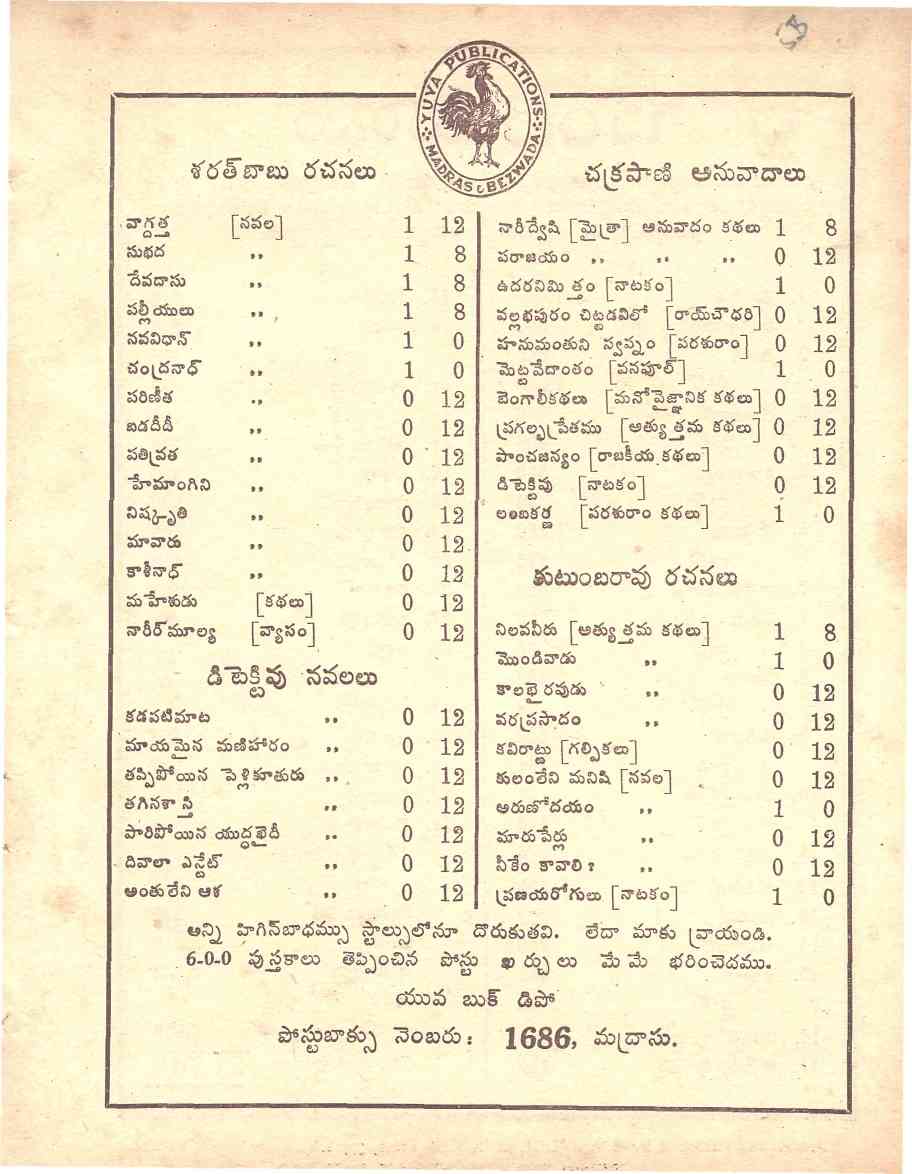 YUVA PUBLICATIONS
MADRAS & BEZWADA
శరత్‌బాబు రచనలు
వాగ్దత్త [నవల] 1 12
సుభద ,, 1 8
దేవదాసు ,, 1 8
పల్లీయులు ,, 1 8
నవవిధాన్ ,, 1 0
చంద్రనాథ్ ,, 1 0
పరిణీత ,, 0 12
బడదీదీ ,, 0 12
పతివ్రత ,, 0 12
హేమాంగిని ,, 0 12
నిష్కృతి ,, 0 12
మావారు ,, 0 12
కాశీనాథ్ ,, 0 12
మహేశుడు [కథలు] 0 12
నారీర్‌మూల్య [వ్యాసం] 0 12
డిటెక్టివు నవలలు
కడపటిమాట ,, 0 12
మాయమైన మణిహారం ,, 0 12
తప్పిపోయిన పెళ్లికూతురు ,, 0 12
తగినశాస్తి ,, 0 12
పారిపోయిన యుద్ధఖైదీ ,, 0 12
దివాలా ఎస్టేట్ ,, 0 12
అంతులేని ఆశ ,, 0 12
చక్రపాణి అనువాదాలు
నారీద్వేషి [మైత్రా] అనువాదం కథలు 1 8
పరాజయం ,, ,, ,, 0 12
ఉదరనిమిత్తం [నాటకం] 1 0
వల్లభపురం చిట్టడవిలో [రాయ్‌చౌధరి] 0 12
హనుమంతుని స్వప్నం [పరశురాం] 0 12
మెట్టవేదాంతం [వనఫూల్] 1 0
బెంగాలీకథలు [మనోవైజ్ఞానిక కథలు] 0 12
ప్రగల్భప్రేతము [అత్యుత్తమ కథలు] 0 12
పాంచజన్యం [రాజకీయ కథలు] 0 12
డిటెక్టివు [నాటకం] 0 12
లంబకర్ణ [పరశురాం కథలు] 1 0
కుటుంబరావు రచనలు
నిలవనీరు [అత్యుత్తమ కథలు] 1 8
మొండివాడు ,, 1 0
కాలభైరవుడు ,, 0 12
వరప్రసాదం ,, 0 12
కవిరాట్టు [గల్పికలు] 0 12
కులంలేని మనిషి [నవల] 0 12
అరుణోదయం ,, 1 0
మారుపేర్లు ,, 0 12
నీకేం కావాలి? ,, 0 12
ప్రణయరోగులు [నాటకం] 1 0
అన్ని హిగిన్‌బాథమ్సు స్టాల్సులోనూ దొరుకుతవి. లేదా మాకు వ్రాయండి.
6-0-0 పుస్తకాలు తెప్పించిన పోస్టు ఖర్చులు మేమే భరించెదము.
యువ బుక్ డిపో
పోస్టుబాక్సు నెంబరు: 1686, మద్రాసు.